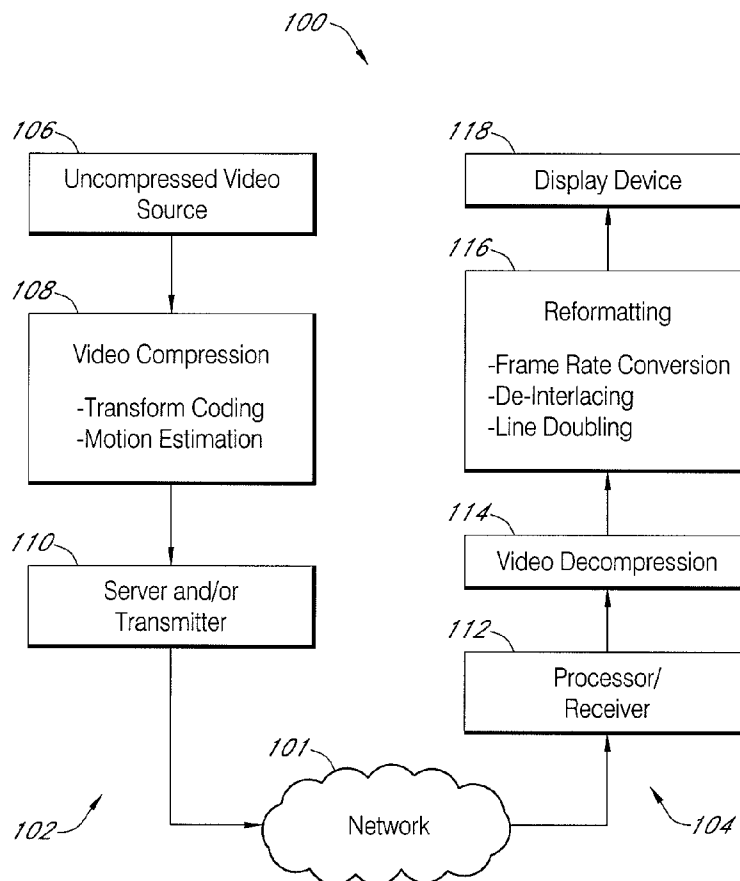 100
106
Uncompressed Video
Source
108
Video Compression
-Transform Coding
-Motion Estimation
110
Server and/or
Transmitter
102
101
Network
118
Display Device
116
Reformatting
-Frame Rate Conversion
-De-Interlacing
-Line Doubling
114
Video Decompression
112
Processor/
Receiver
104